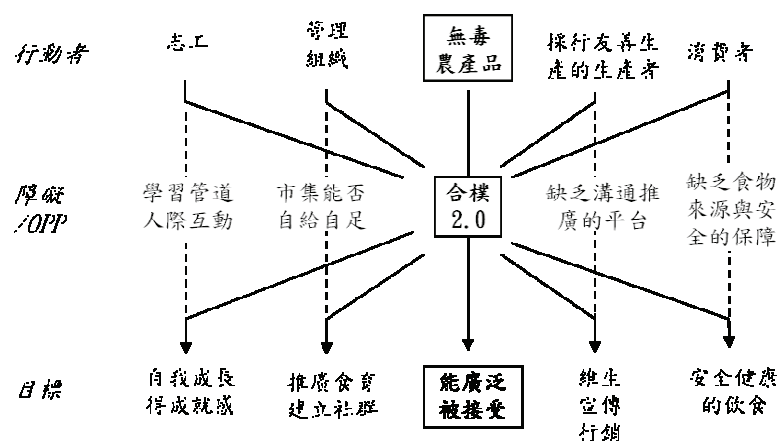 行動者
志工
管理
組織
無毒
農產品
採行友善生
產的生產者
消費者
障礙
/OPP
學習管道
人際互動
市集能否
自給自足
合樸
2.0
缺乏溝通推
廣的平台
缺乏食物
來源與安
全的保障
目標
自我成長
得成就感
推廣食育
建立社群
能廣泛
被接受
維生
宣傳
行銷
安全健康
的飲食